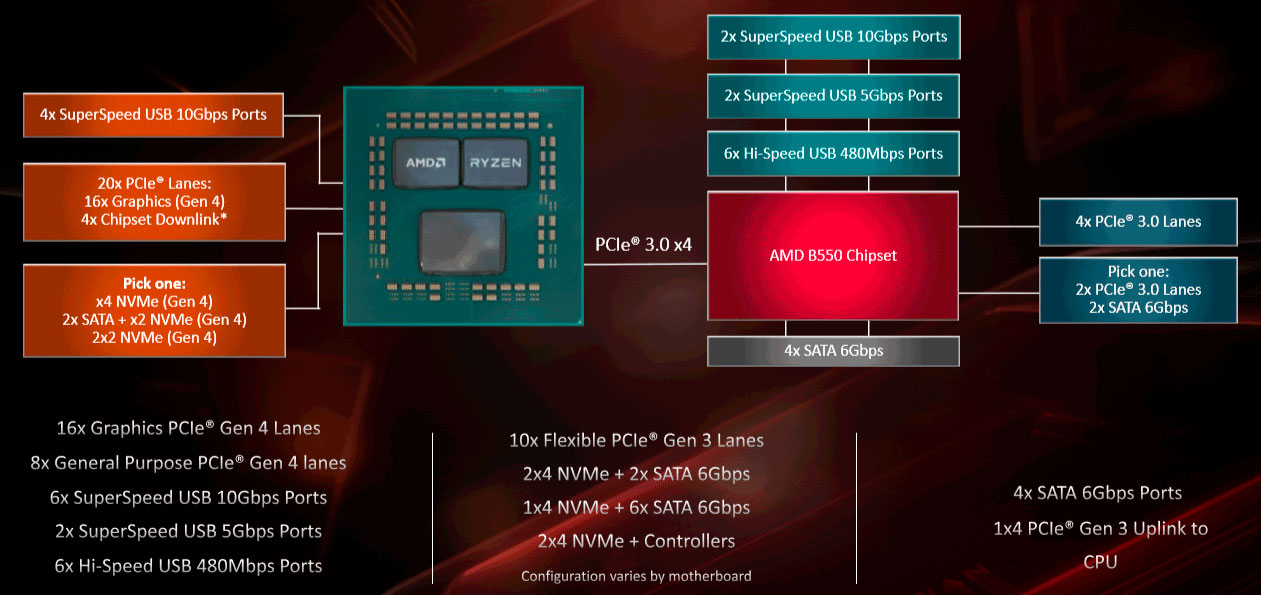 2x SuperSpeed USB 10Gbps Ports
4x SuperSpeed USB 10Gbps Ports
2x SuperSpeed USB 5Gbps Ports
6x Hi-Speed USB 480Mbps Ports
AMD RYZEN
20x PCIe® Lanes:
16x Graphics (Gen 4)
4x Chipset Downlink*
Pick one:
x4 NVMe (Gen 4)
2x SATA + x2 NVMe (Gen 4)
2x2 NVMe (Gen 4)
PCIe® 3.0 x4
AMD B550 Chipset
4x PCIe® 3.0 Lanes
Pick one:
2x PCIe® 3.0 Lanes
2x SATA 6Gbps
4x SATA 6Gbps
16x Graphics PCIe® Gen 4 Lanes
8x General Purpose PCIe® Gen 4 lanes
6x SuperSpeed USB 10Gbps Ports
2x SuperSpeed USB 5Gbps Ports
6x Hi-Speed USB 480Mbps Ports
10x Flexible PCIe® Gen 3 Lanes
2x4 NVMe + 2x SATA 6Gbps
1x4 NVMe + 6x SATA 6Gbps
2x4 NVMe + Controllers
Configuration varies by motherboard
4x SATA 6Gbps Ports
1x4 PCIe® Gen 3 Uplink to
CPU